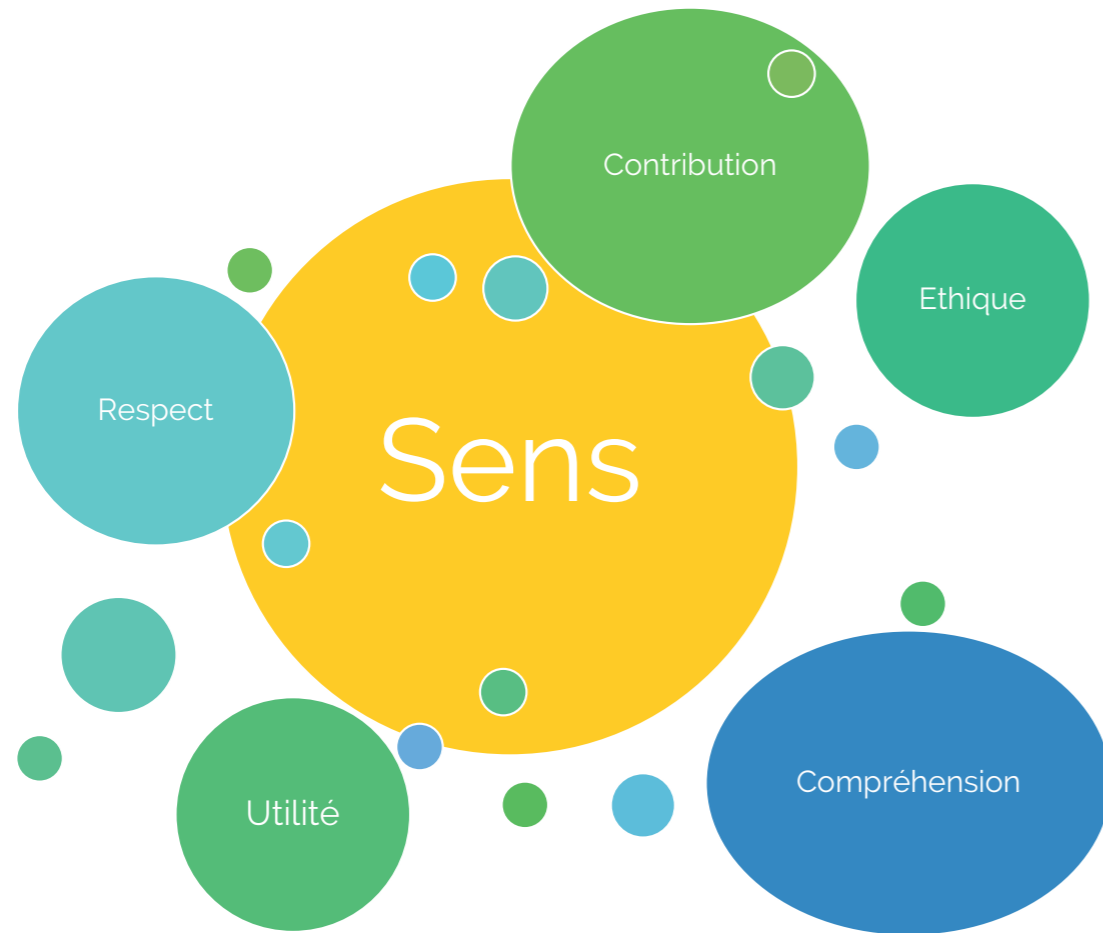 Contribution
Ethique
Respect
Sens
Compréhension
Utilité